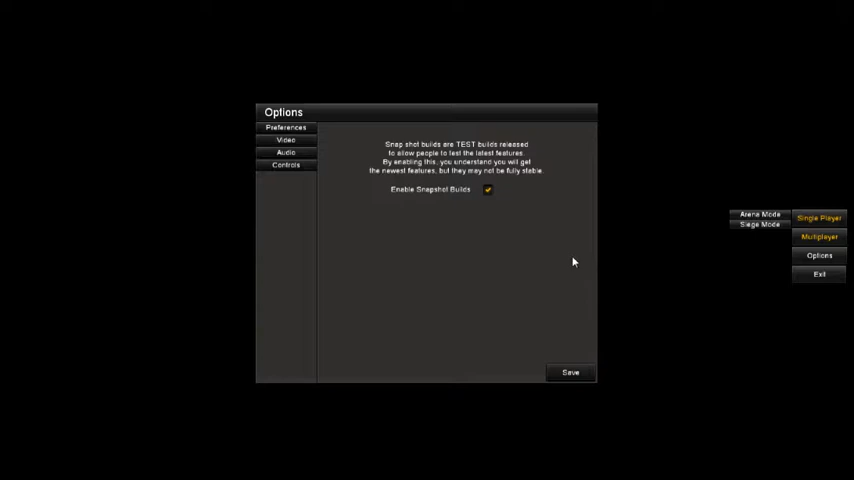 Options
Preferences
Video
Audio
Controls
Snap shot builds are TEST builds released
to allow people to test the latest features.
By enabling this, you understand you will get
the newest features, but they may not be fully stable.
Enable Snapshot Builds
Save
Arena Mode
Siege Mode
Single Player
Multiplayer
Options
Exit